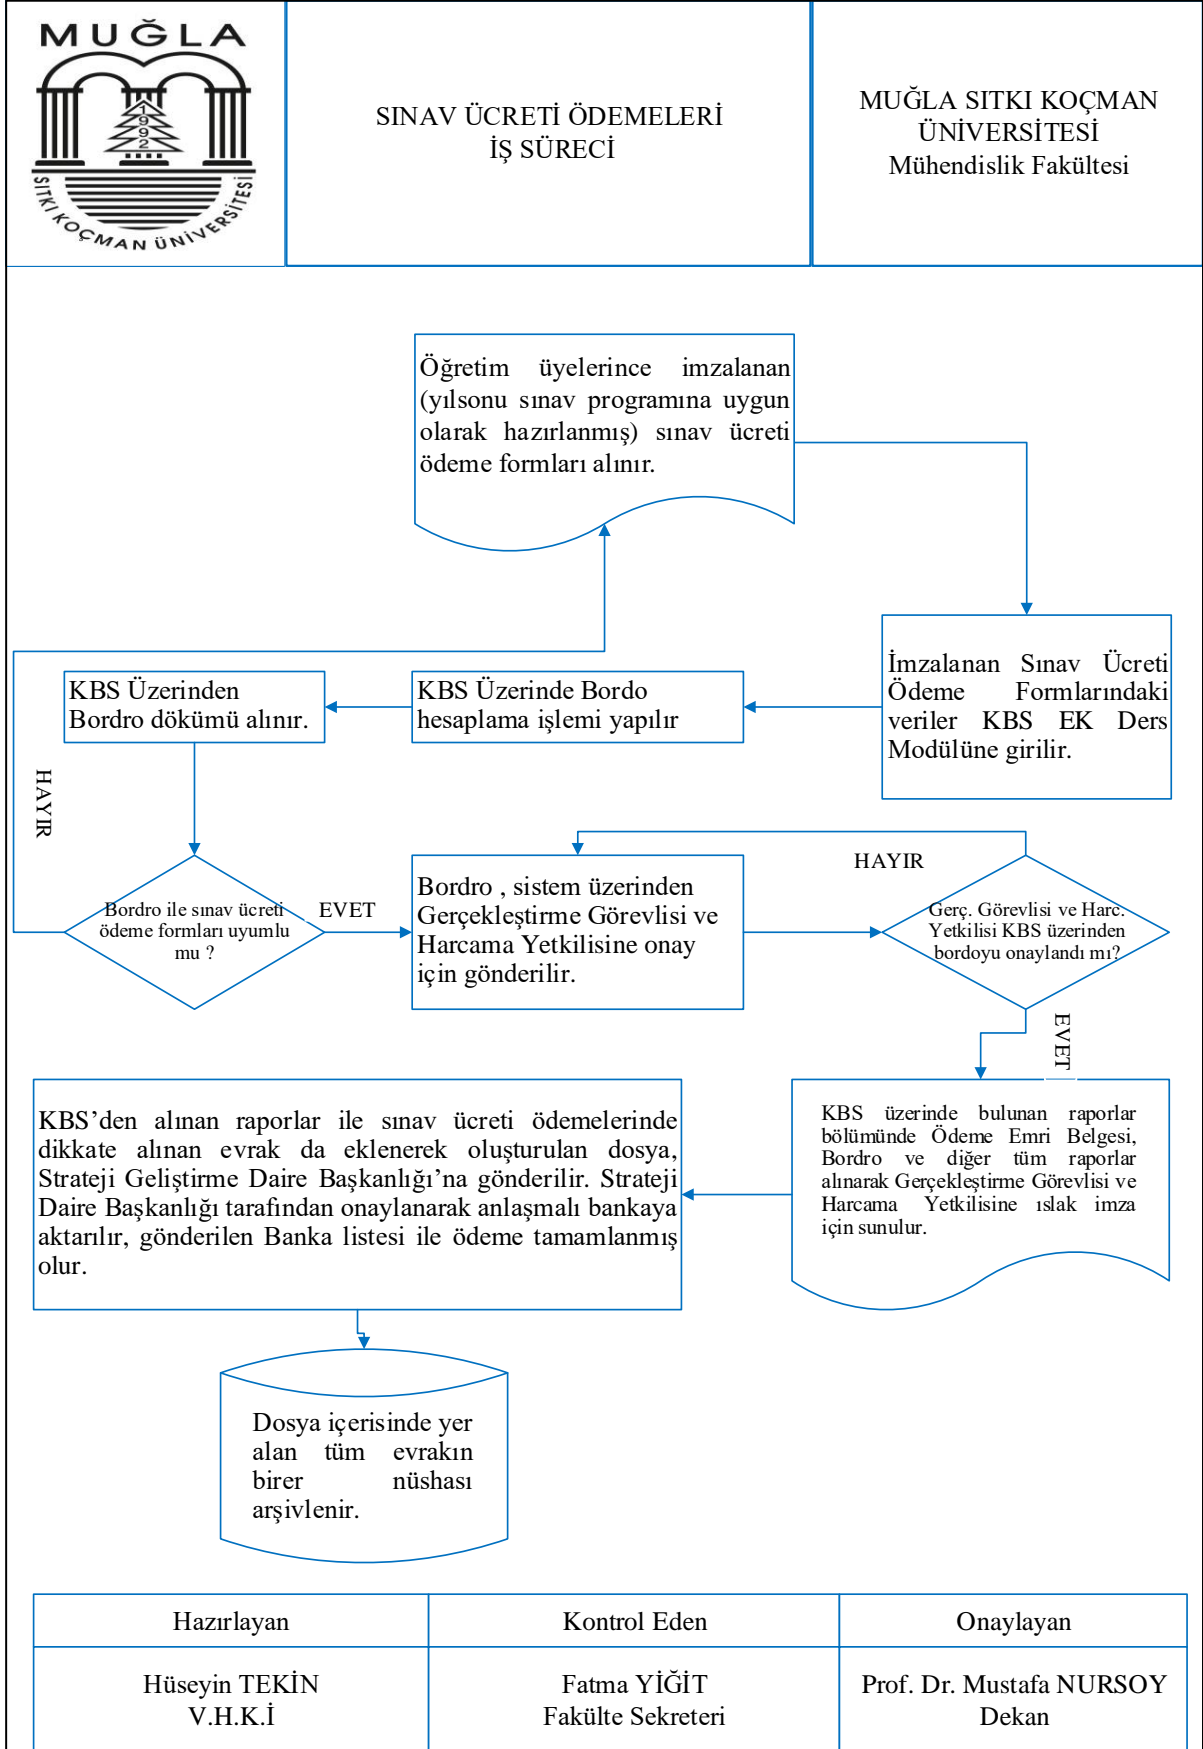 MUĞLA
1992
SITKI KOÇMAN ÜNİVERSİTESİ
SINAV ÜCRETİ ÖDEMELERİ
İŞ SÜRECİ
MUĞLA SITKI KOÇMAN
ÜNİVERSİTESİ
Mühendislik Fakültesi
Öğretim üyelerince imzalanan
(yılsonu sınav programına uygun
olarak hazırlanmış) sınav ücreti
ödeme formları alınır.
İmzalanan Sınav Ücreti
Ödeme Formlarındaki
veriler KBS EK Ders
Modülüne girilir.
KBS Üzerinde Bordo
hesaplama işlemi yapılır
KBS Üzerinden
Bordro dökümü alınır.
HAYIR
Bordro ile sınav ücreti
ödeme formları uyumlu
mu ?
EVET
Bordro , sistem üzerinden
Gerçekleştirme Görevlisi ve
Harcama Yetkilisine onay
için gönderilir.
HAYIR
Gerç. Görevlisi ve Harc.
Yetkilisi KBS üzerinden
bordoyu onaylandı mı?
EVET
KBS üzerinde bulunan raporlar
bölümünde Ödeme Emri Belgesi,
Bordro ve diğer tüm raporlar
alınarak Gerçekleştirme Görevlisi ve
Harcama Yetkilisine ıslak imza
için sunulur.
KBS’den alınan raporlar ile sınav ücreti ödemelerinde
dikkate alınan evrak da eklenerek oluşturulan dosya,
Strateji Geliştirme Daire Başkanlığı’na gönderilir. Strateji
Daire Başkanlığı tarafından onaylanarak anlaşmalı bankaya
aktarılır, gönderilen Banka listesi ile ödeme tamamlanmış
olur.
Dosya içerisinde yer
alan tüm evrakın
birer nüshası
arşivlenir.
Hazırlayan
Kontrol Eden
Onaylayan
Hüseyin TEKİN
V.H.K.İ
Fatma YİĞİT
Fakülte Sekreteri
Prof. Dr. Mustafa NURSOY
Dekan